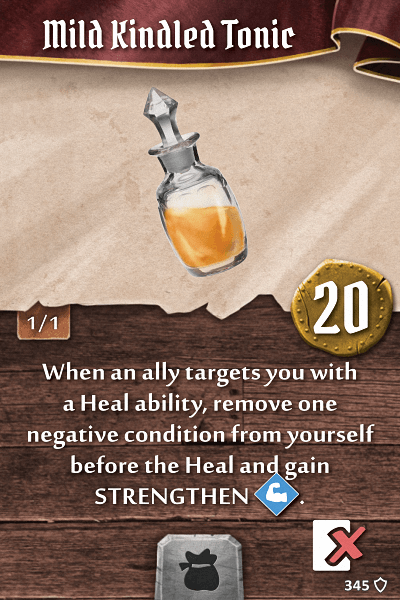 Mild Kindled Tonic
20
1/1
When an ally targets you with
a Heal ability, remove one
negative condition from yourself
before the Heal and gain
STRENGTHEN .
345